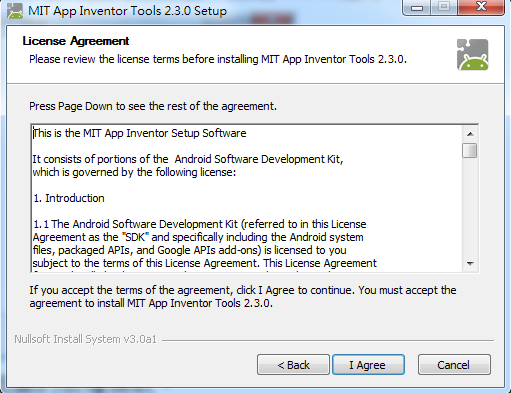 MIT App Inventor Tools 2.3.0 Setup
License Agreement
Please review the license terms before installing MIT App Inventor Tools 2.3.0.
Press Page Down to see the rest of the agreement.
This is the MIT App Inventor Setup Software
It consists of portions of the  Android Software Development Kit,
which is governed by the following license:
1. Introduction
1.1 The Android Software Development Kit (referred to in this License
Agreement as the "SDK" and specifically including the Android system
files, packaged APIs, and Google APIs add-ons) is licensed to you
subject to the terms of this License Agreement. This License Agreement
If you accept the terms of the agreement, click I Agree to continue. You must accept the
agreement to install MIT App Inventor Tools 2.3.0.
Nullsoft Install System v3.0a1
< Back
I Agree
Cancel